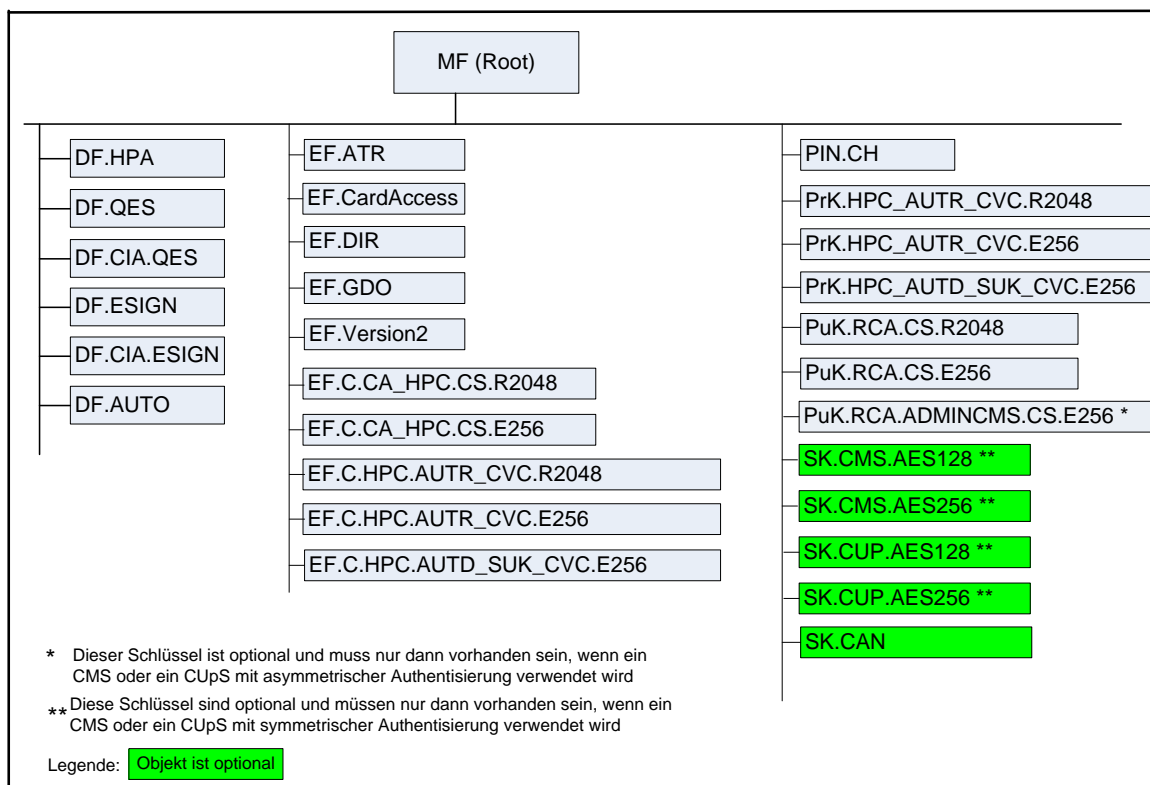 MF (Root)
DF.HPA
DF.QES
DF.CIA.QES
DF.ESIGN
DF.CIA.ESIGN
DF.AUTO
EF.ATR
EF.CardAccess
EF.DIR
EF.GDO
EF.Version2
EF.C.CA_HPC.CS.R2048
EF.C.CA_HPC.CS.E256
EF.C.HPC.AUTR_CVC.R2048
EF.C.HPC.AUTR_CVC.E256
EF.C.HPC.AUTD_SUK_CVC.E256
PIN.CH
PrK.HPC_AUTR_CVC.R2048
PrK.HPC_AUTR_CVC.E256
PrK.HPC_AUTD_SUK_CVC.E256
PuK.RCA.CS.R2048
PuK.RCA.CS.E256
PuK.RCA.ADMINCMS.CS.E256 *
SK.CMS.AES128 **
SK.CMS.AES256 **
SK.CUP.AES128 **
SK.CUP.AES256 **
SK.CAN
* Dieser Schlüssel ist optional und muss nur dann vorhanden sein, wenn ein
CMS oder ein CUpS mit asymmetrischer Authentisierung verwendet wird
** Diese Schlüssel sind optional und müssen nur dann vorhanden sein, wenn ein
CMS oder ein CUpS mit symmetrischer Authentisierung verwendet wird
Legende: Objekt ist optional